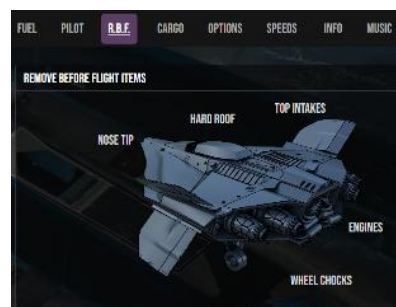 FUEL PILOT R.B.F. CARGO OPTIONS SPEEDS INFO MUSIC
REMOVE BEFORE FLIGHT ITEMS
TOP INTAKES
HARD ROOF
NOSE TIP
ENGINES
WHEEL CHOCKS